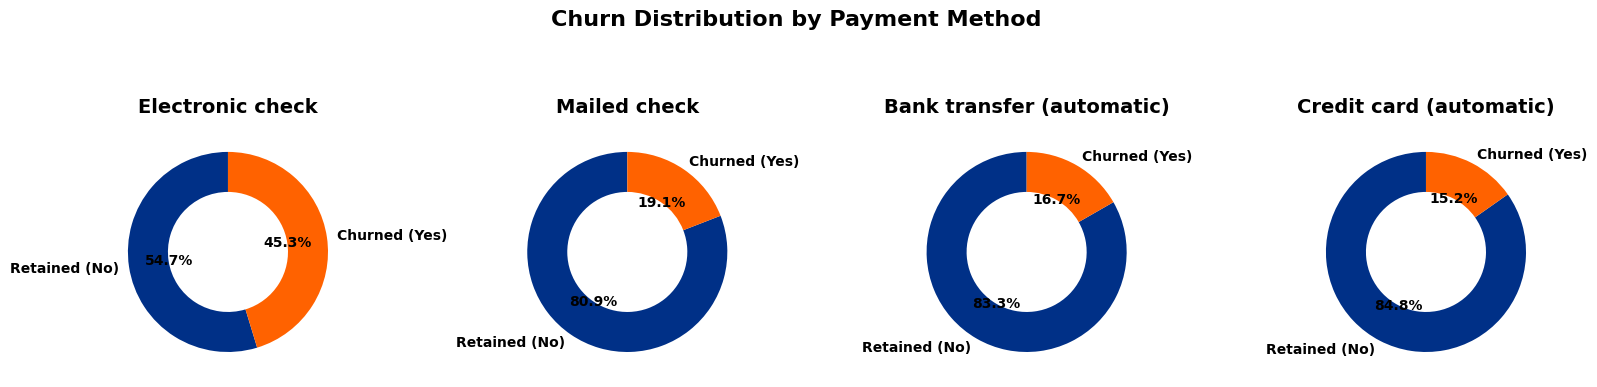 Churn Distribution by Payment Method
Electronic check
Churned (Yes)
45.3%
54.7%
Retained (No)
Mailed check
Churned (Yes)
19.1%
80.9%
Retained (No)
Bank transfer (automatic)
Churned (Yes)
16.7%
83.3%
Retained (No)
Credit card (automatic)
Churned (Yes)
15.2%
84.8%
Retained (No)